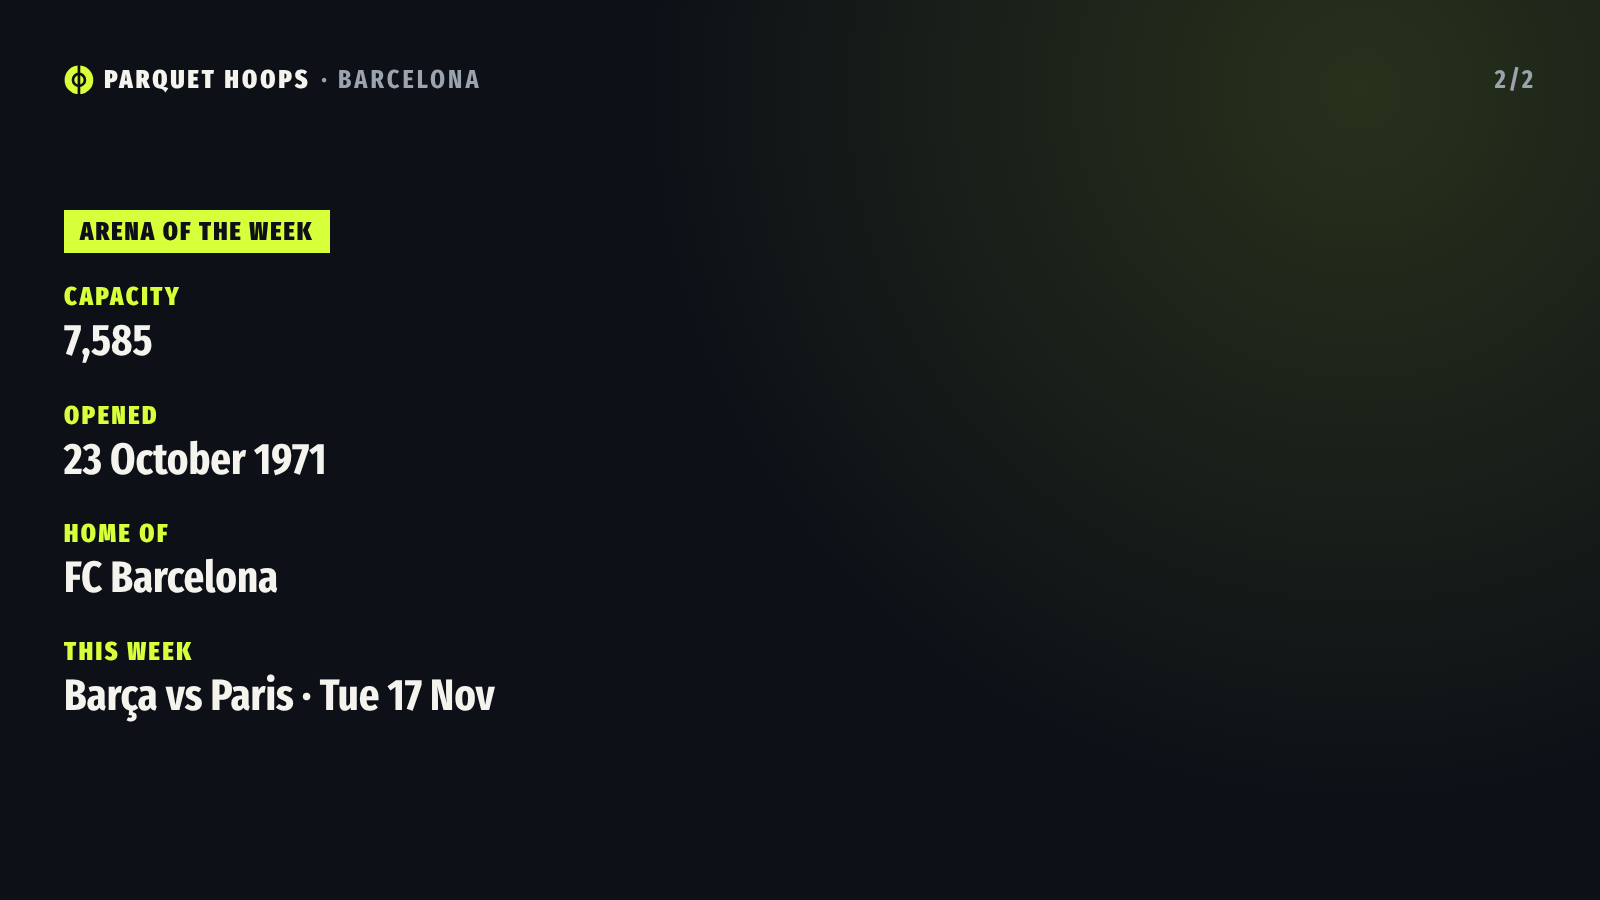 PARQUET HOOPS · BARCELONA
2/2
ARENA OF THE WEEK
CAPACITY
7,585
OPENED
23 October 1971
HOME OF
FC Barcelona
THIS WEEK
Barça vs Paris · Tue 17 Nov